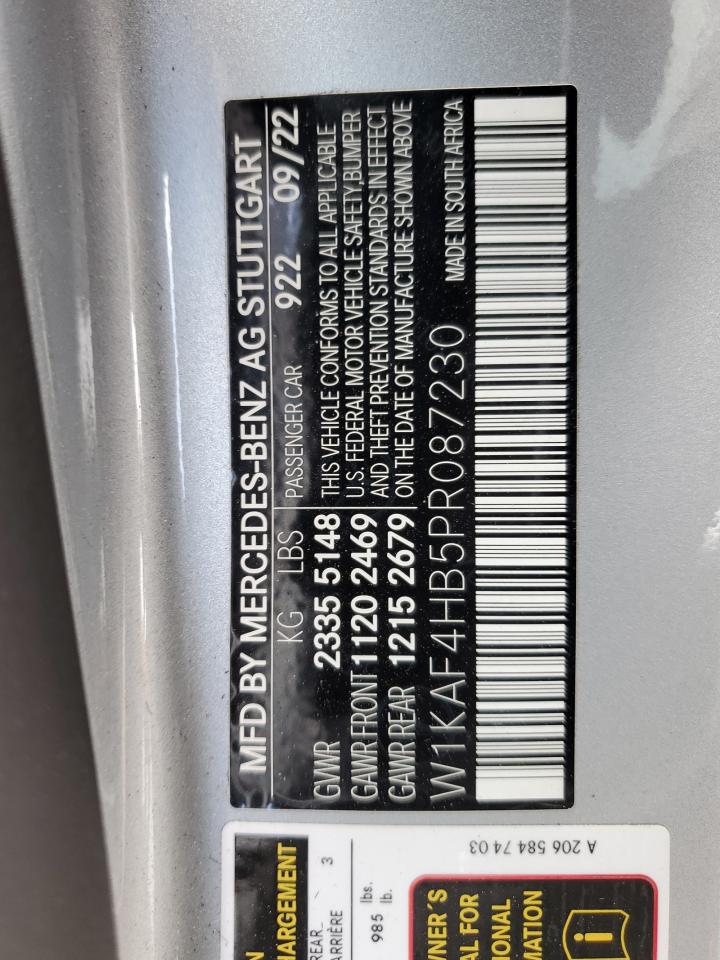 MFD BY MERCEDES-BENZ AG STUTTGART
KG LBS PASSENGER CAR 922 09/22
GVWR 2335 5148
GAWR FRONT 1120 2469
GAWR REAR 1215 2679
THIS VEHICLE CONFORMS TO ALL APPLICABLE
U.S. FEDERAL MOTOR VEHICLE SAFETY,BUMPER
AND THEFT PREVENTION STANDARDS IN EFFECT
ON THE DATE OF MANUFACTURE SHOWN ABOVE
W1KAF4HB5PR087230 MADE IN SOUTH AFRICA
ARGEMENT
REAR 3
ARRIÈRE
985 lbs.
lb.
WNER´S
AL FOR
IONAL
MATION
i
A 206 584 74 03